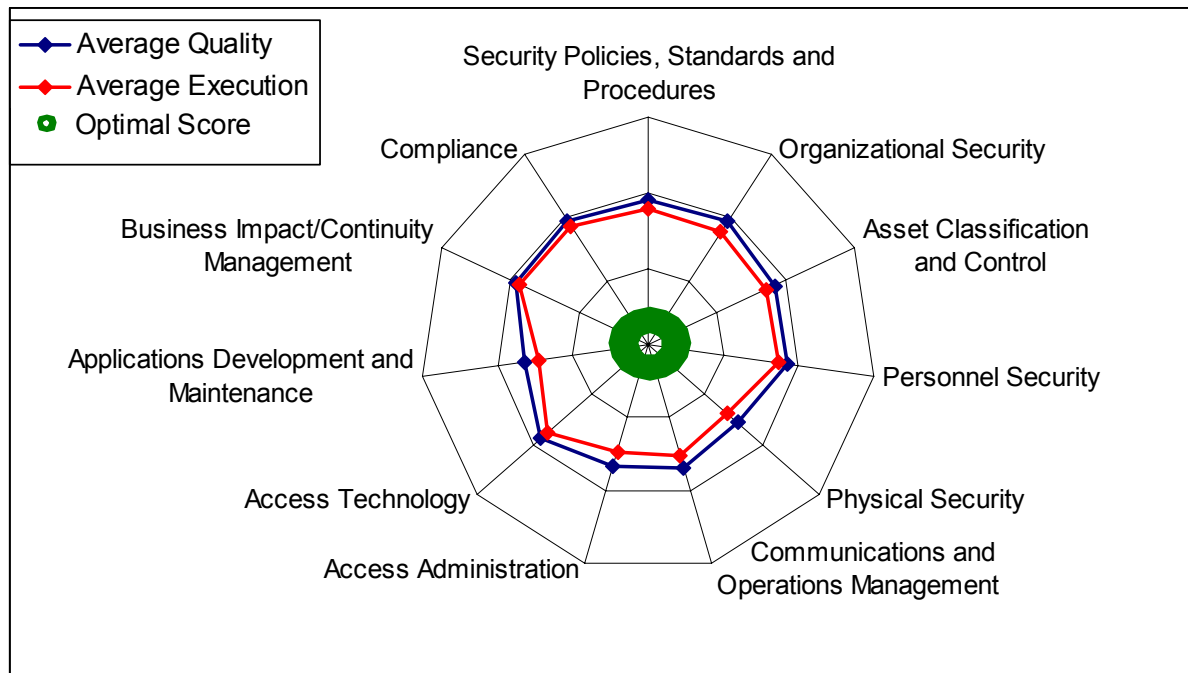 Average Quality
Average Execution
Optimal Score
Security Policies, Standards and
Procedures
Compliance
Organizational Security
Business Impact/Continuity
Management
Asset Classification
and Control
Applications Development and
Maintenance
Personnel Security
Access Technology
Physical Security
Access Administration
Communications and
Operations Management